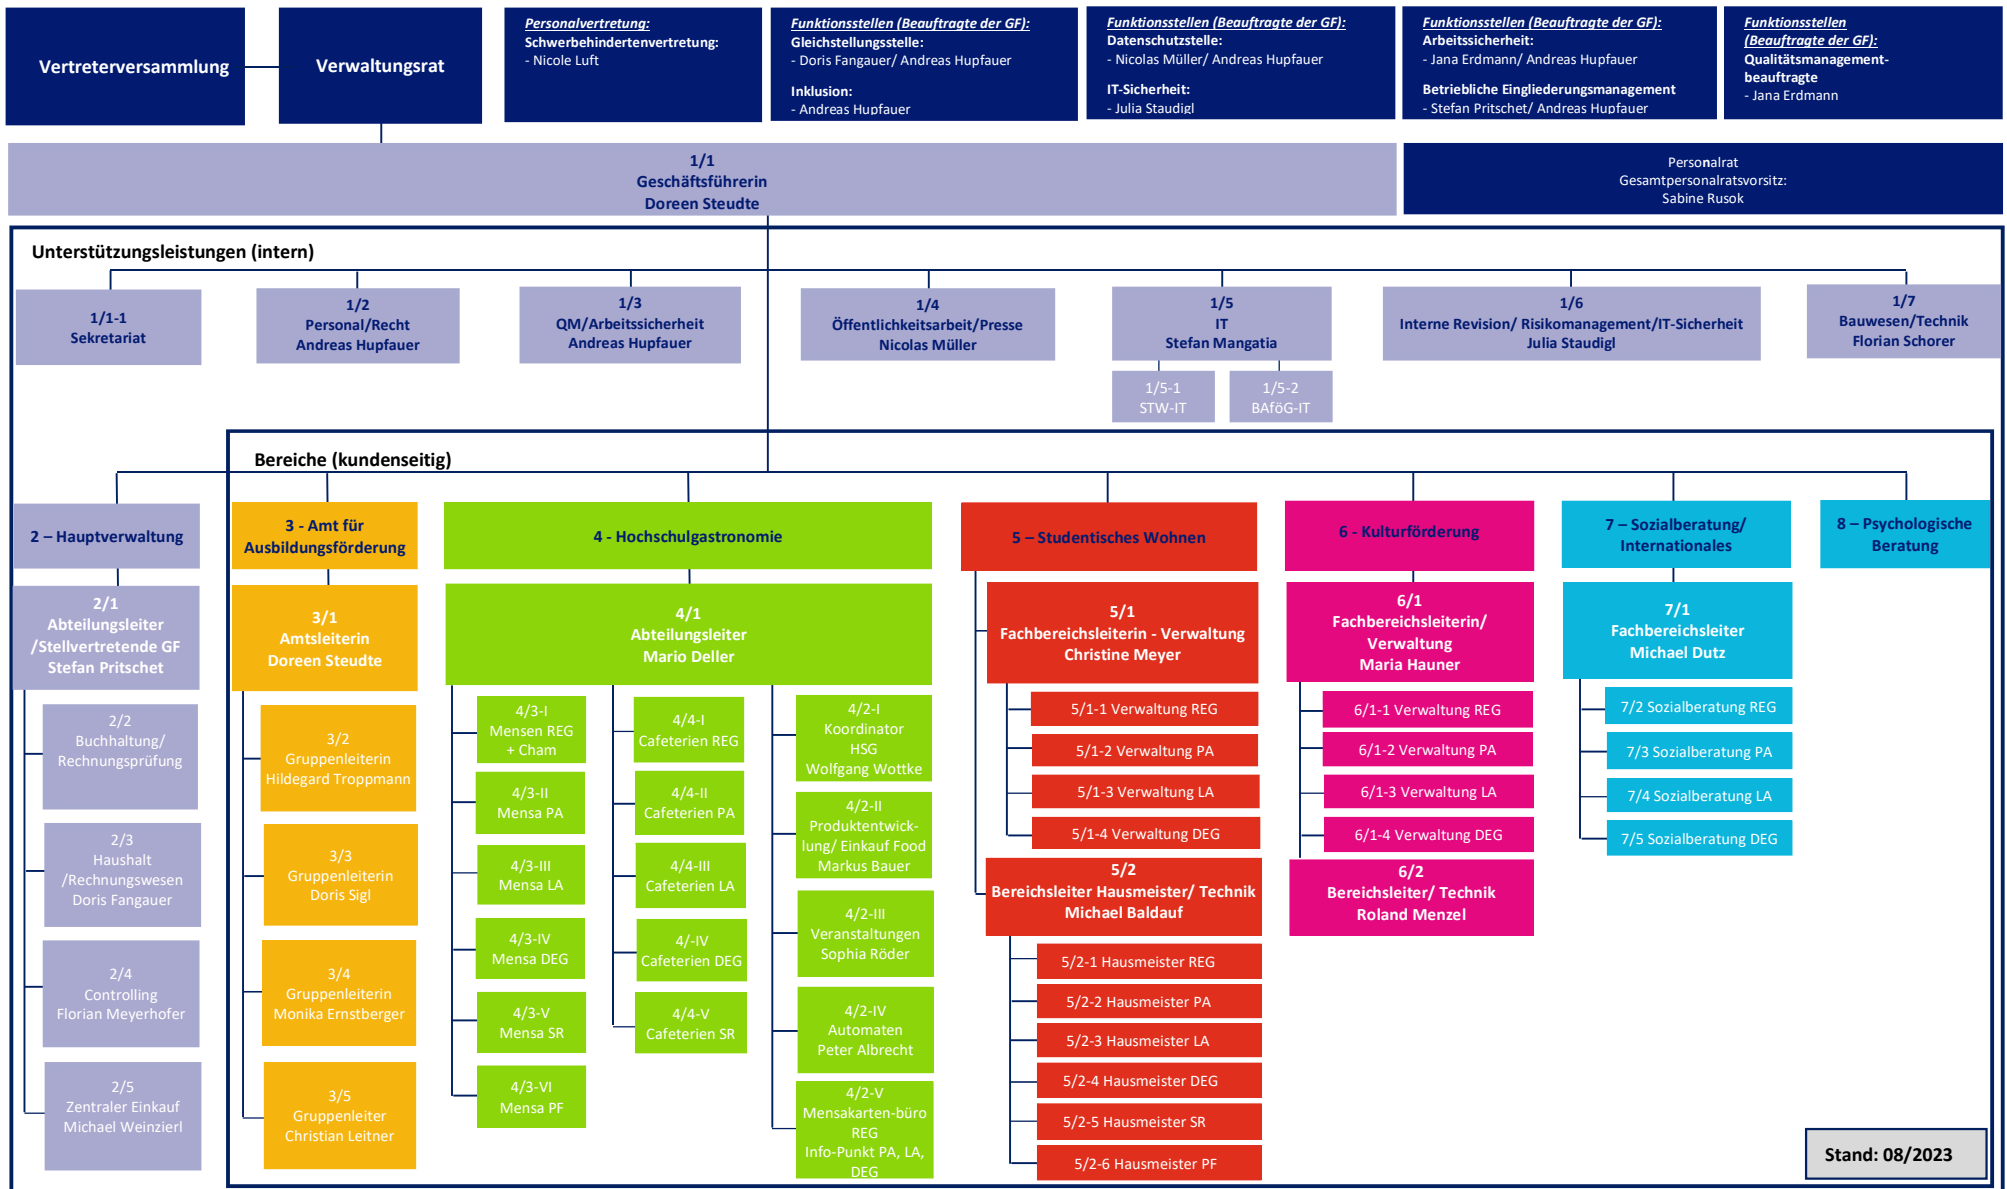 Vertreterversammlung
Verwaltungsrat
Personalvertretung:
Schwerbehindertenvertretung:
- Nicole Luft
Funktionsstellen (Beauftragte der GF):
Gleichstellungsstelle:
- Doris Fangauer/ Andreas Hupfauer
Inklusion:
- Andreas Hupfauer
Funktionsstellen (Beauftragte der GF):
Datenschutzstelle:
- Nicolas Müller/ Andreas Hupfauer
IT-Sicherheit:
- Julia Staudigl
Funktionsstellen (Beauftragte der GF):
Arbeitssicherheit:
- Jana Erdmann/ Andreas Hupfauer
Betriebliche Eingliederungsmanagement
- Stefan Pritschet/ Andreas Hupfauer
Funktionsstellen
(Beauftragte der GF):
Qualitätsmanagement-
beauftragte
- Jana Erdmann
1/1
Geschäftsführerin
Doreen Steudte
Personalrat
Gesamtpersonalratsvorsitz:
Sabine Rusok
Unterstützungsleistungen (intern)
1/1-1
Sekretariat
1/2
Personal/Recht
Andreas Hupfauer
1/3
QM/Arbeitssicherheit
Andreas Hupfauer
1/4
Öffentlichkeitsarbeit/Presse
Nicolas Müller
1/5
IT
Stefan Mangatia
1/5-1
STW-IT
1/5-2
BAföG-IT
1/6
Interne Revision/ Risikomanagement/IT-Sicherheit
Julia Staudigl
1/7
Bauwesen/Technik
Florian Schorer
Bereiche (kundenseitig)
2 – Hauptverwaltung
2/1
Abteilungsleiter
/Stellvertretende GF
Stefan Pritschet
2/2
Buchhaltung/
Rechnungsprüfung
2/3
Haushalt
/Rechnungswesen
Doris Fangauer
2/4
Controlling
Florian Meyerhofer
2/5
Zentraler Einkauf
Michael Weinzierl
3 - Amt für
Ausbildungsförderung
3/1
Amtsleiterin
Doreen Steudte
3/2
Gruppenleiterin
Hildegard Troppmann
3/3
Gruppenleiterin
Doris Sigl
3/4
Gruppenleiterin
Monika Ernstberger
3/5
Gruppenleiter
Christian Leitner
4 - Hochschulgastronomie
4/1
Abteilungsleiter
Mario Deller
4/3-I
Mensen REG
+ Cham
4/3-II
Mensa PA
4/3-III
Mensa LA
4/3-IV
Mensa DEG
4/3-V
Mensa SR
4/3-VI
Mensa PF
4/4-I
Cafeterien REG
4/4-II
Cafeterien PA
4/4-III
Cafeterien LA
4/-IV
Cafeterien DEG
4/4-V
Cafeterien SR
4/2-I
Koordinator
HSG
Wolfgang Wottke
4/2-II
Produktentwick-
lung/ Einkauf Food
Markus Bauer
4/2-III
Veranstaltungen
Sophia Röder
4/2-IV
Automaten
Peter Albrecht
4/2-V
Mensakarten-büro
REG
Info-Punkt PA, LA,
DEG
5 – Studentisches Wohnen
5/1
Fachbereichsleiterin - Verwaltung
Christine Meyer
5/1-1 Verwaltung REG
5/1-2 Verwaltung PA
5/1-3 Verwaltung LA
5/1-4 Verwaltung DEG
5/2
Bereichsleiter Hausmeister/ Technik
Michael Baldauf
5/2-1 Hausmeister REG
5/2-2 Hausmeister PA
5/2-3 Hausmeister LA
5/2-4 Hausmeister DEG
5/2-5 Hausmeister SR
5/2-6 Hausmeister PF
6 - Kulturförderung
6/1
Fachbereichsleiterin/
Verwaltung
Maria Hauner
6/1-1 Verwaltung REG
6/1-2 Verwaltung PA
6/1-3 Verwaltung LA
6/1-4 Verwaltung DEG
6/2
Bereichsleiter/ Technik
Roland Menzel
7 – Sozialberatung/
Internationales
7/1
Fachbereichsleiter
Michael Dutz
7/2 Sozialberatung REG
7/3 Sozialberatung PA
7/4 Sozialberatung LA
7/5 Sozialberatung DEG
8 – Psychologische
Beratung
Stand: 08/2023